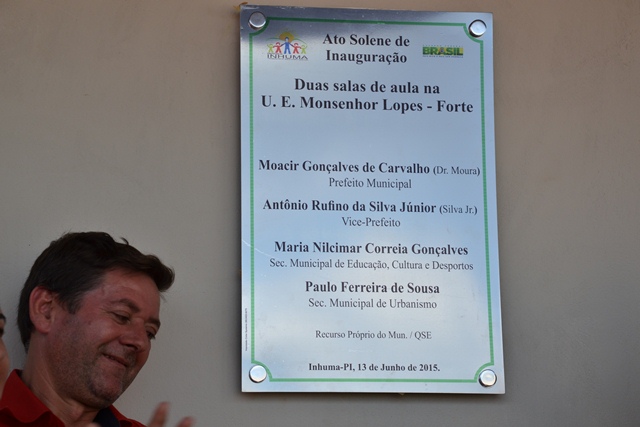 Ato Solene de
Inauguração
INHUMA
BRASIL
Duas salas de aula na
U. E. Monsenhor Lopes - Forte
Moacir Gonçalves de Carvalho (Dr. Moura)
Prefeito Municipal
Antônio Rufino da Silva Júnior (Silva Jr.)
Vice-Prefeito
Maria Nilcimar Correia Gonçalves
Sec. Municipal de Educação, Cultura e Desportos
Paulo Ferreira de Sousa
Sec. Municipal de Urbanismo
Recurso Próprio do Mun. / QSE
Inhuma-PI, 13 de Junho de 2015.